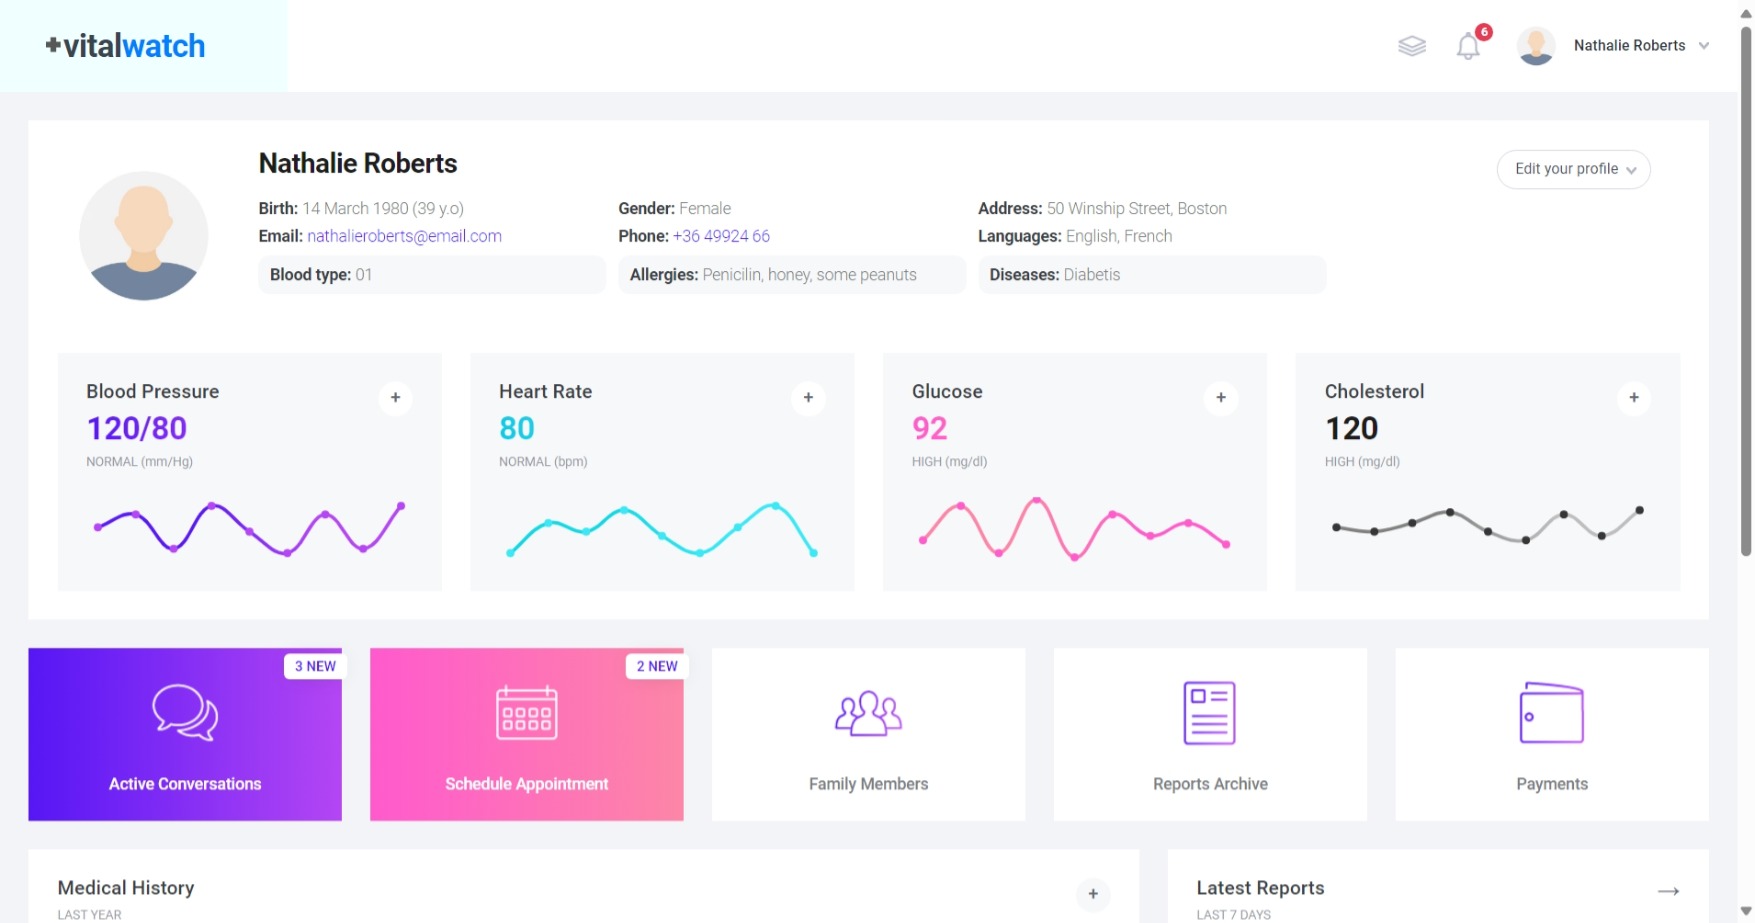 vitalwatch
6
Nathalie Roberts
Nathalie Roberts
Edit your profile
Birth: 14 March 1980 (39 y.o)
Gender: Female
Address: 50 Winship Street, Boston
Email: nathalieroberts@email.com
Phone: +36 49924 66
Languages: English, French
Blood type: 01
Allergies: Penicilin, honey, some peanuts
Diseases: Diabetis
Blood Pressure
+
120/80
NORMAL (mm/Hg)
Heart Rate
+
80
NORMAL (bpm)
Glucose
+
92
HIGH (mg/dl)
Cholesterol
+
120
HIGH (mg/dl)
3 NEW
Active Conversations
2 NEW
Schedule Appointment
Family Members
Reports Archive
Payments
Medical History
+
LAST YEAR
Latest Reports
LAST 7 DAYS